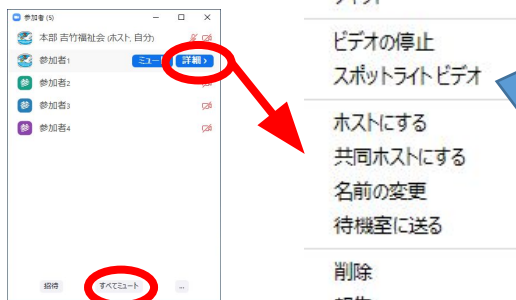 参加者 (5)
本部 吉竹福祉会 (ホスト, 自分)
参加者1
ミュート
詳細 >
参 参加者2
参 参加者3
参 参加者4
招待
すべてミュート
...
ビデオの停止
スポットライト ビデオ
ホストにする
共同ホストにする
名前の変更
待機室に送る
削除